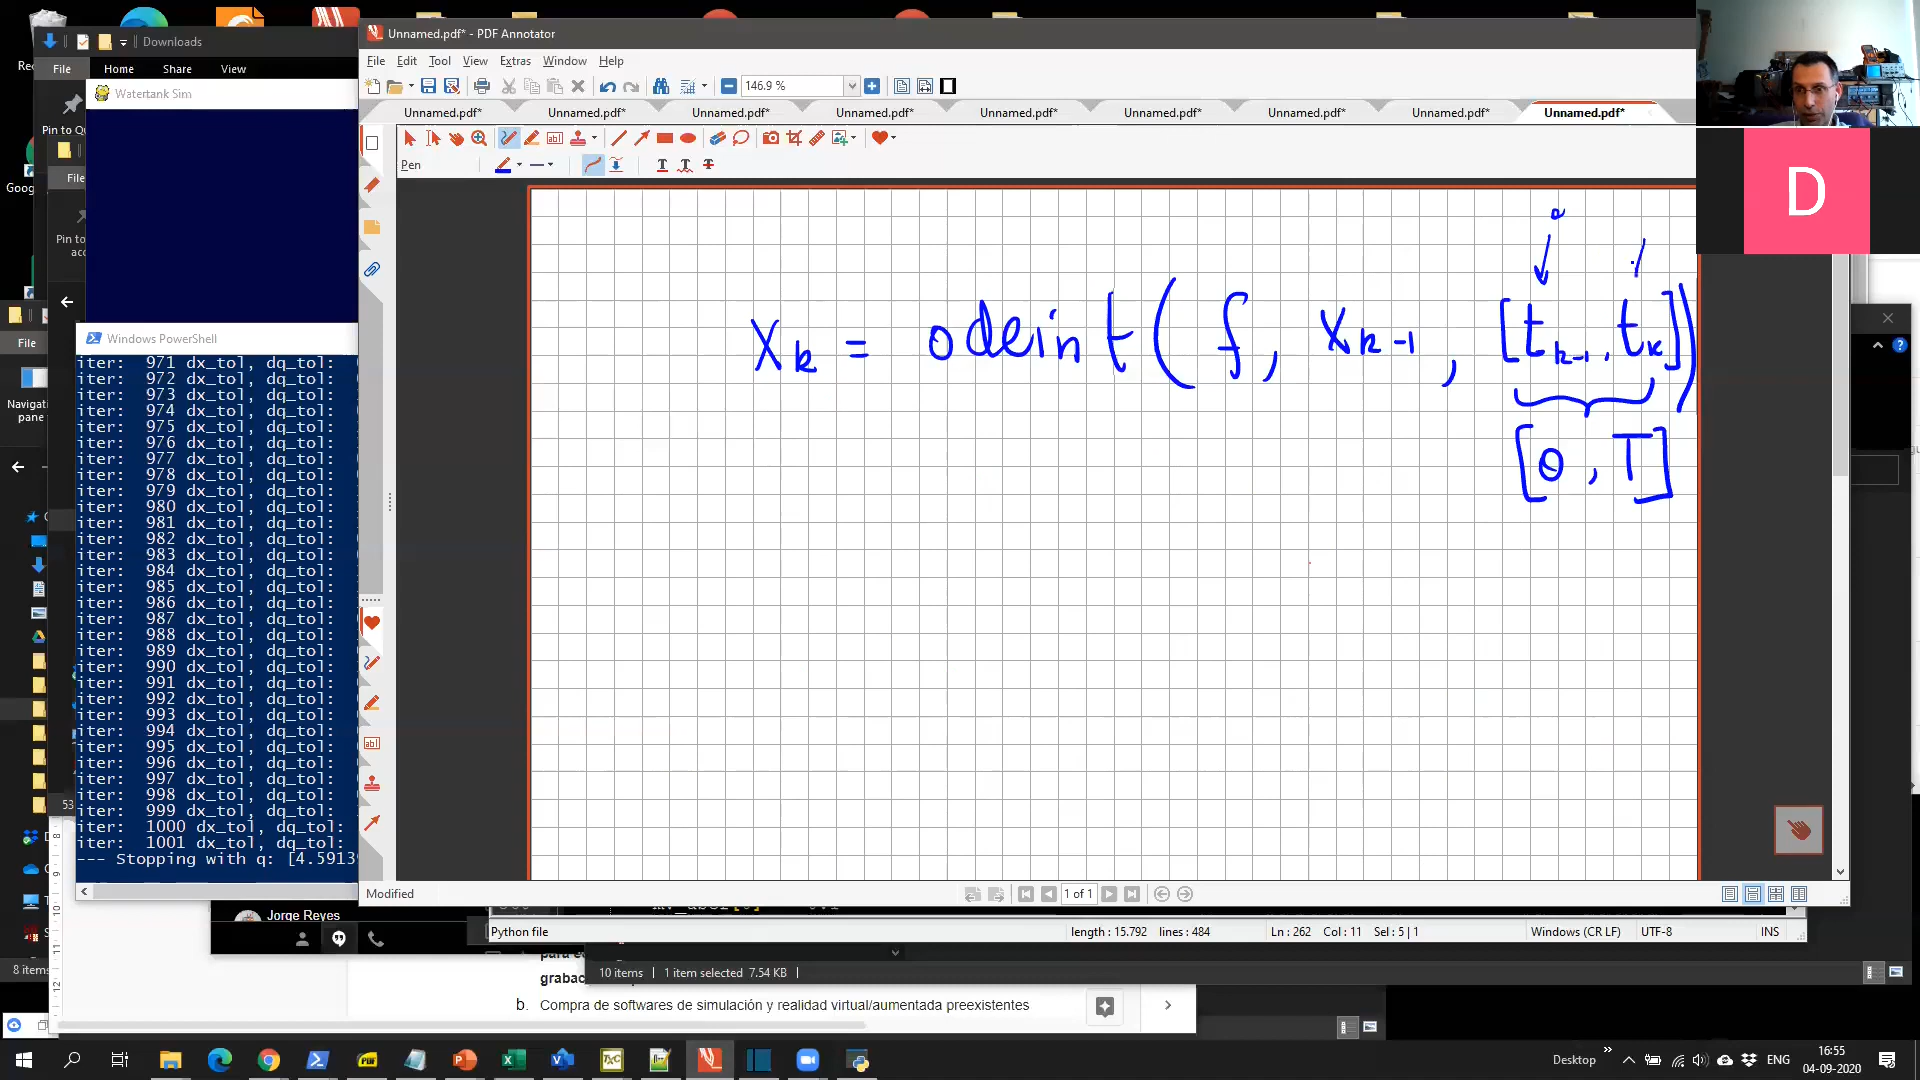 Downloads
File Home Share View
Watertank Sim
Pin to
File
Windows PowerShell
iter: 971 dx_tol, dq_tol:
iter: 972 dx_tol, dq_tol:
iter: 973 dx_tol, dq_tol:
iter: 974 dx_tol, dq_tol:
iter: 975 dx_tol, dq_tol:
iter: 976 dx_tol, dq_tol:
iter: 977 dx_tol, dq_tol:
iter: 978 dx_tol, dq_tol:
iter: 979 dx_tol, dq_tol:
iter: 980 dx_tol, dq_tol:
iter: 981 dx_tol, dq_tol:
iter: 982 dx_tol, dq_tol:
iter: 983 dx_tol, dq_tol:
iter: 984 dx_tol, dq_tol:
iter: 985 dx_tol, dq_tol:
iter: 986 dx_tol, dq_tol:
iter: 987 dx_tol, dq_tol:
iter: 988 dx_tol, dq_tol:
iter: 989 dx_tol, dq_tol:
iter: 990 dx_tol, dq_tol:
iter: 991 dx_tol, dq_tol:
iter: 992 dx_tol, dq_tol:
iter: 993 dx_tol, dq_tol:
iter: 994 dx_tol, dq_tol:
iter: 995 dx_tol, dq_tol:
iter: 996 dx_tol, dq_tol:
iter: 997 dx_tol, dq_tol:
iter: 998 dx_tol, dq_tol:
iter: 999 dx_tol, dq_tol:
iter: 1000 dx_tol, dq_tol:
iter: 1001 dx_tol, dq_tol:
--- Stopping with q: [4.5913
Unnamed.pdf* - PDF Annotator
File Edit Tool View Extras Window Help
146.9 %
Unnamed.pdf* Unnamed.pdf* Unnamed.pdf* Unnamed.pdf* Unnamed.pdf* Unnamed.pdf* Unnamed.pdf* Unnamed.pdf* Unnamed.pdf*
Pen
x_k = odeint(f, x_{k-1}, [t_{k-1}, t_k])
[0, T]
D
Modified 1 of 1
Jorge Reyes
Python file length : 15.792 lines : 484 Ln : 262 Col : 11 Sel : 5 | 1 Windows (CR LF) UTF-8 INS
10 items 1 item selected 7.54 KB
8 items
b. Compra de softwares de simulación y realidad virtual/aumentada preexistentes
Desktop ENG 16:55
04-09-2020